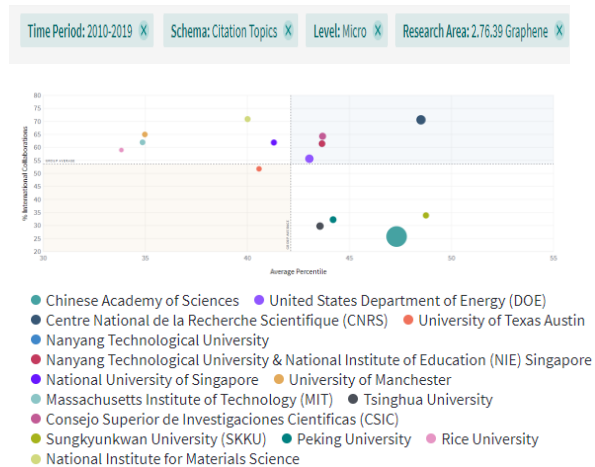 Time Period: 2010-2019 X Schema: Citation Topics X Level: Micro X Research Area: 2.76.39 Graphene X
80
75
70
65
60
55
50
45
40
35
30
25
20
% International Collaborations
30 35 40 45 50 55
Average Percentile
Chinese Academy of Sciences United States Department of Energy (DOE)
Centre National de la Recherche Scientifique (CNRS) University of Texas Austin
Nanyang Technological University
Nanyang Technological University & National Institute of Education (NIE) Singapore
National University of Singapore University of Manchester
Massachusetts Institute of Technology (MIT) Tsinghua University
Consejo Superior de Investigaciones Cientificas (CSIC)
Sungkyunkwan University (SKKU) Peking University Rice University
National Institute for Materials Science